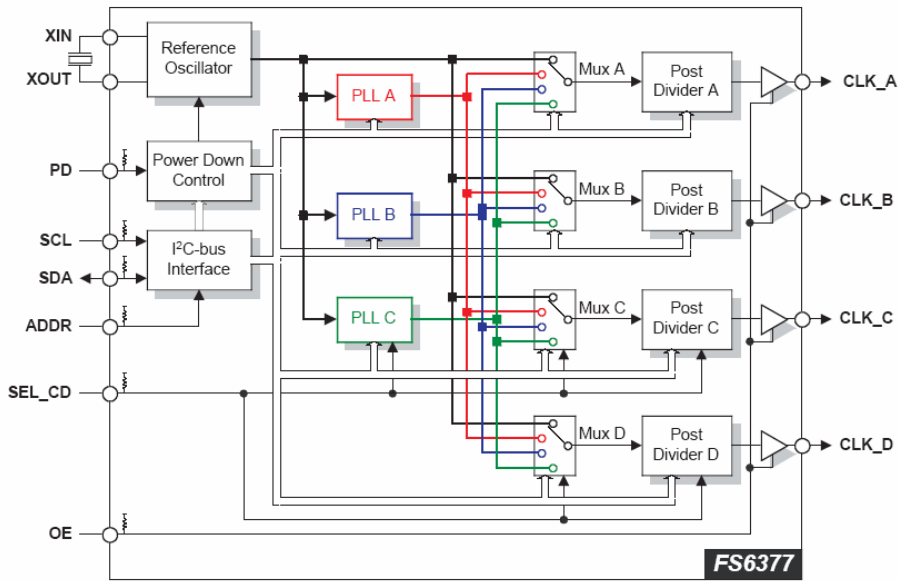 XIN
XOUT
Reference
Oscillator
PLL A
Mux A
Post
Divider A
CLK_A
PD
Power Down
Control
PLL B
Mux B
Post
Divider B
CLK_B
SCL
SDA
I²C-bus
Interface
ADDR
PLL C
Mux C
Post
Divider C
CLK_C
SEL_CD
Mux D
Post
Divider D
CLK_D
OE
FS6377